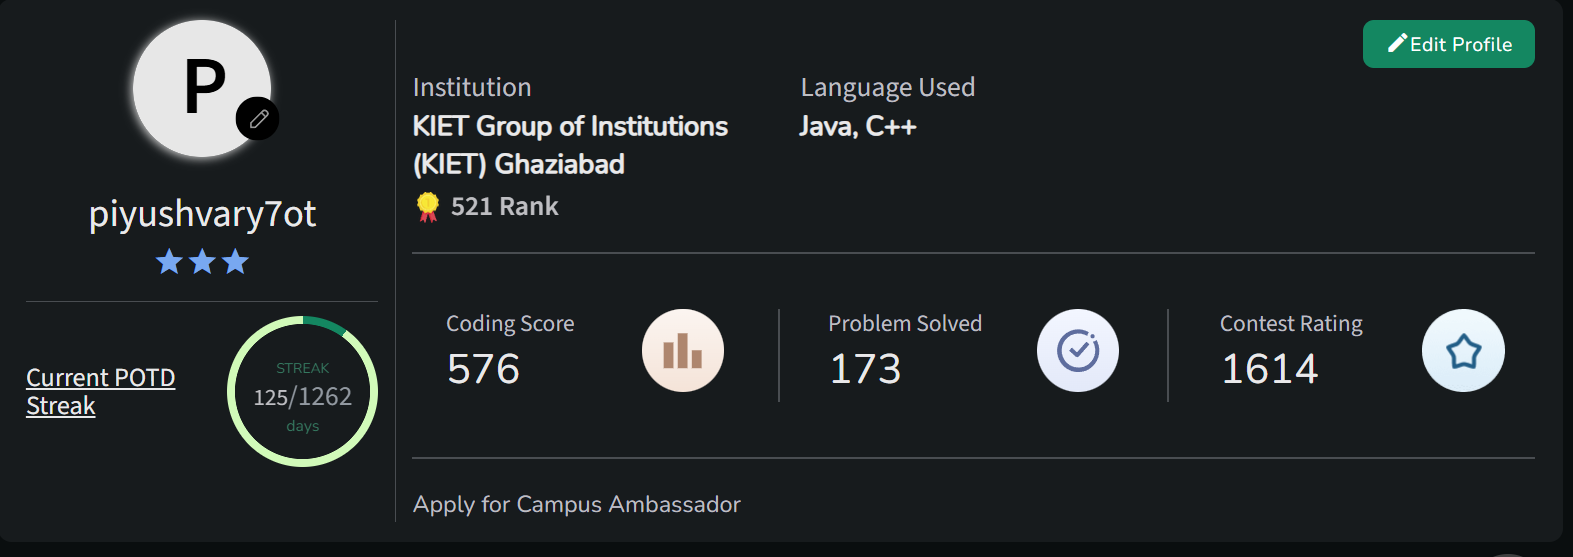 P
piyushvary7ot
Current POTD
Streak
STREAK
125/1262
days
Edit Profile
Institution
KIET Group of Institutions
(KIET) Ghaziabad
521 Rank
Language Used
Java, C++
Coding Score
576
Problem Solved
173
Contest Rating
1614
Apply for Campus Ambassador